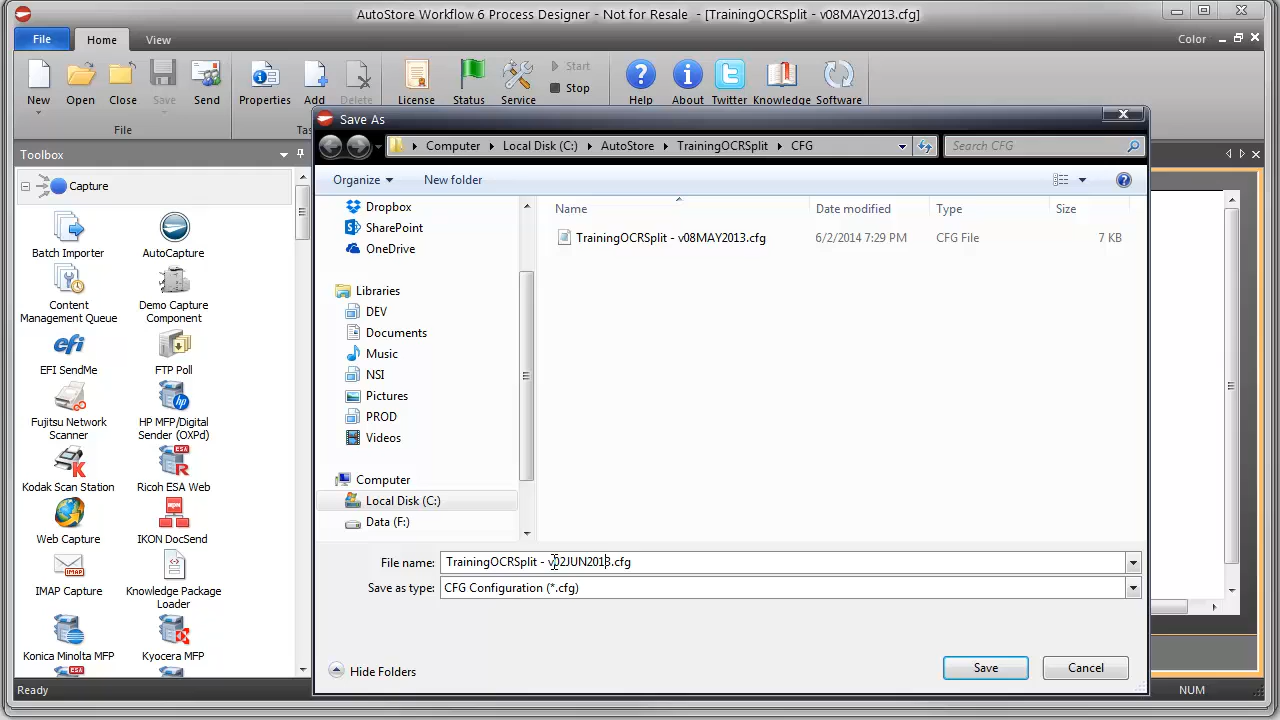 AutoStore Workflow 6 Process Designer - Not for Resale - [TrainingOCRSplit - v08MAY2013.cfg]
File Home View Color
New Open Close Save Send Properties Add Delete License Status Service Start Stop Help About Twitter Knowledge Software
File Tas
Save As
Toolbox
Computer Local Disk (C:) AutoStore TrainingOCRSplit CFG Search CFG
Organize New folder
Capture
Batch Importer AutoCapture
Content Management Queue
Demo Capture Component
efi
EFI SendMe FTP Poll
Fujitsu Network Scanner
HP MFP/Digital Sender (OXPd)
Kodak Scan Station Ricoh ESA Web
Web Capture IKON DocSend
IMAP Capture
Knowledge Package Loader
Konica Minolta MFP Kyocera MFP
Dropbox
SharePoint
OneDrive
Libraries
DEV
Documents
Music
NSI
Pictures
PROD
Videos
Computer
Local Disk (C:)
Data (F:)
Name Date modified Type Size
TrainingOCRSplit - v08MAY2013.cfg 6/2/2014 7:29 PM CFG File 7 KB
File name: TrainingOCRSplit - v02JUN2013.cfg
Save as type: CFG Configuration (*.cfg)
Hide Folders Save Cancel
Ready NUM